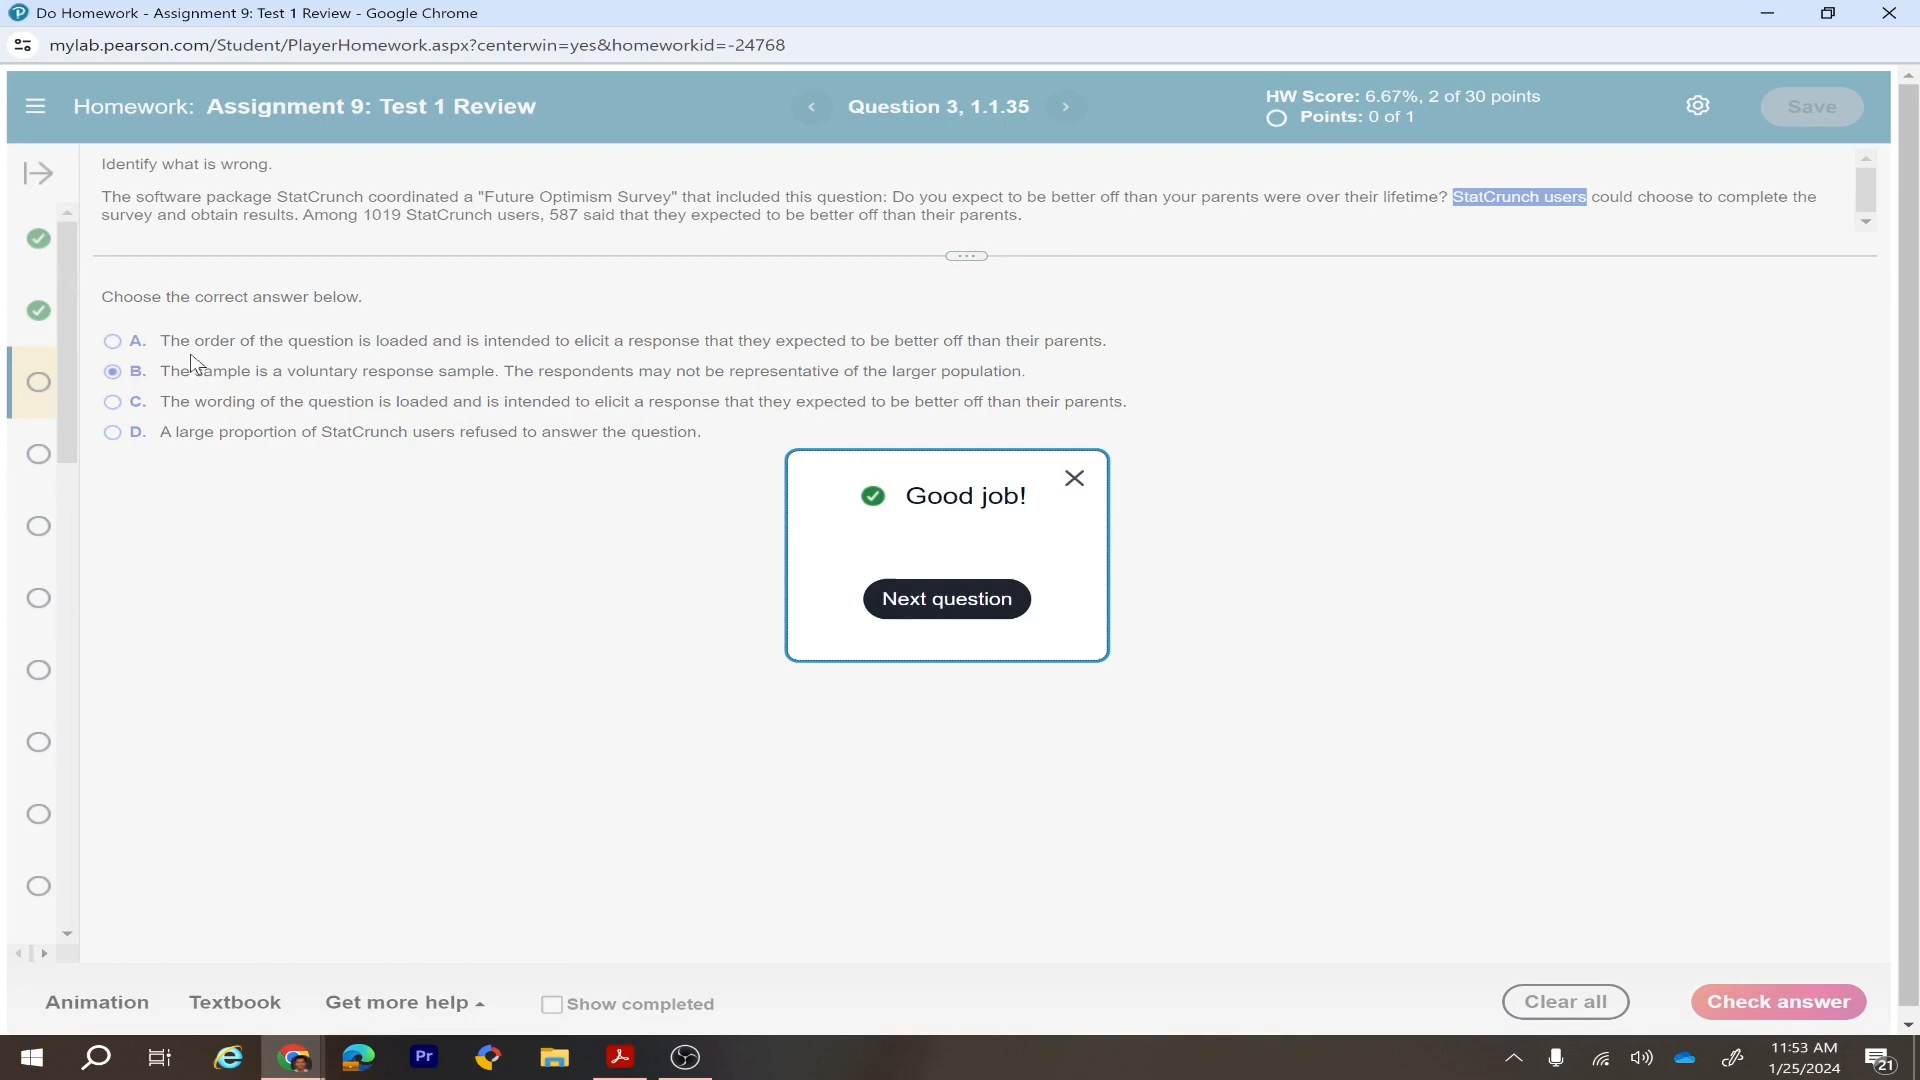 Do Homework - Assignment 9: Test 1 Review - Google Chrome
mylab.pearson.com/Student/PlayerHomework.aspx?centerwin=yes&homeworkid=-24768
Homework: Assignment 9: Test 1 Review
Question 3, 1.1.35
HW Score: 6.67%, 2 of 30 points
Points: 0 of 1
Save
Identify what is wrong.
The software package StatCrunch coordinated a "Future Optimism Survey" that included this question: Do you expect to be better off than your parents were over their lifetime? StatCrunch users could choose to complete the
survey and obtain results. Among 1019 StatCrunch users, 587 said that they expected to be better off than their parents.
Choose the correct answer below.
A. The order of the question is loaded and is intended to elicit a response that they expected to be better off than their parents.
B. The sample is a voluntary response sample. The respondents may not be representative of the larger population.
C. The wording of the question is loaded and is intended to elicit a response that they expected to be better off than their parents.
D. A large proportion of StatCrunch users refused to answer the question.
Good job!
Next question
Animation
Textbook
Get more help
Show completed
Clear all
Check answer
Pr
11:53 AM
1/25/2024
21